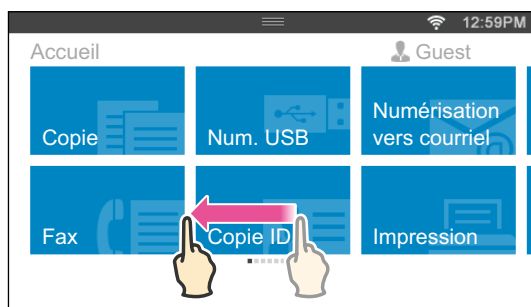 12:59PM
Accueil
Guest
Copie
Num. USB
Numérisation
vers courriel
Fax
Copie ID
Impression